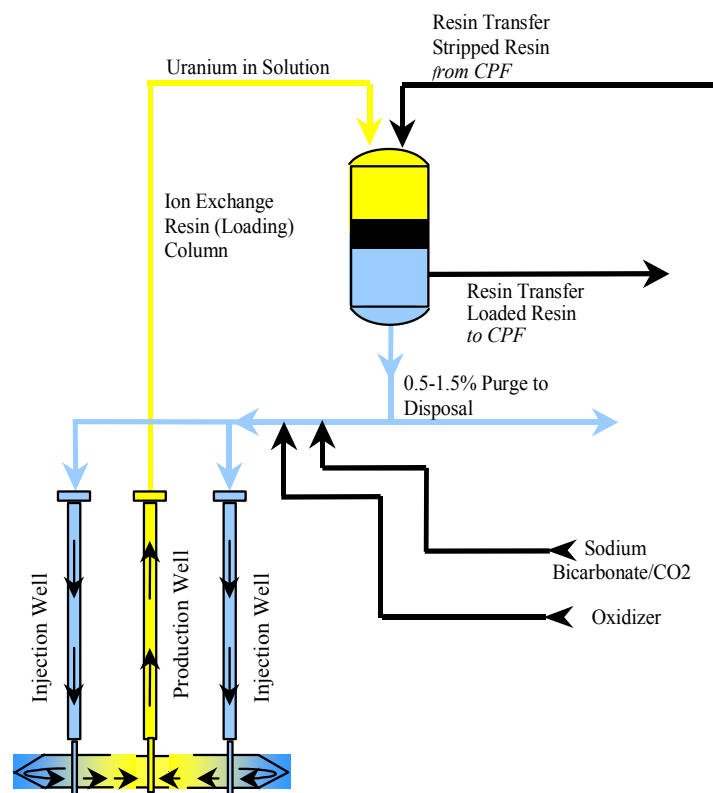 Resin Transfer
Stripped Resin
from CPF
Uranium in Solution
Ion Exchange
Resin (Loading)
Column
Resin Transfer
Loaded Resin
to CPF
0.5-1.5% Purge to
Disposal
Injection Well
Production Well
Injection Well
Sodium
Bicarbonate/CO2
Oxidizer